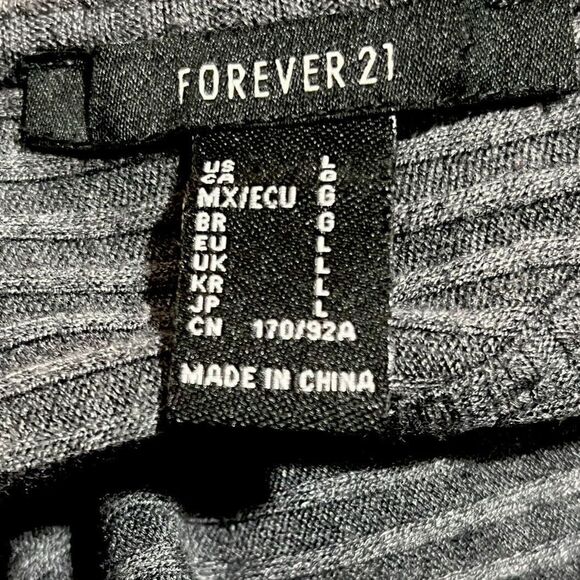 FOREVER 21
US L
CA G
MX/ECU G
BR G
EU L
UK L
KR L
JP L
CN 170/92A
MADE IN CHINA